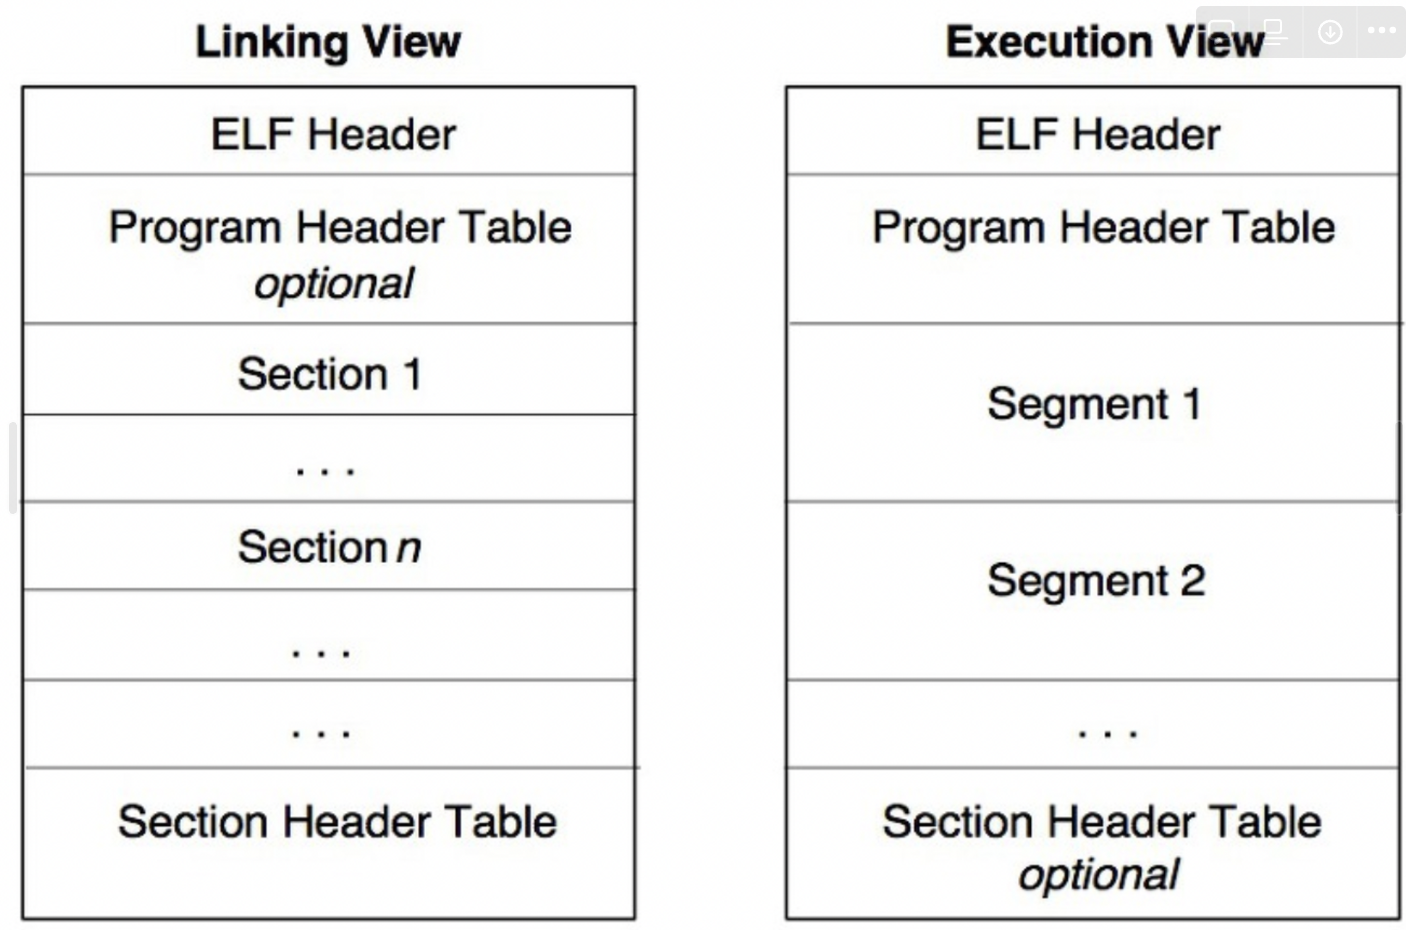 Linking View
ELF Header
Program Header Table
optional
Section 1
. . .
Section n
. . .
. . .
Section Header Table
Execution View
ELF Header
Program Header Table
Segment 1
Segment 2
. . .
Section Header Table
optional